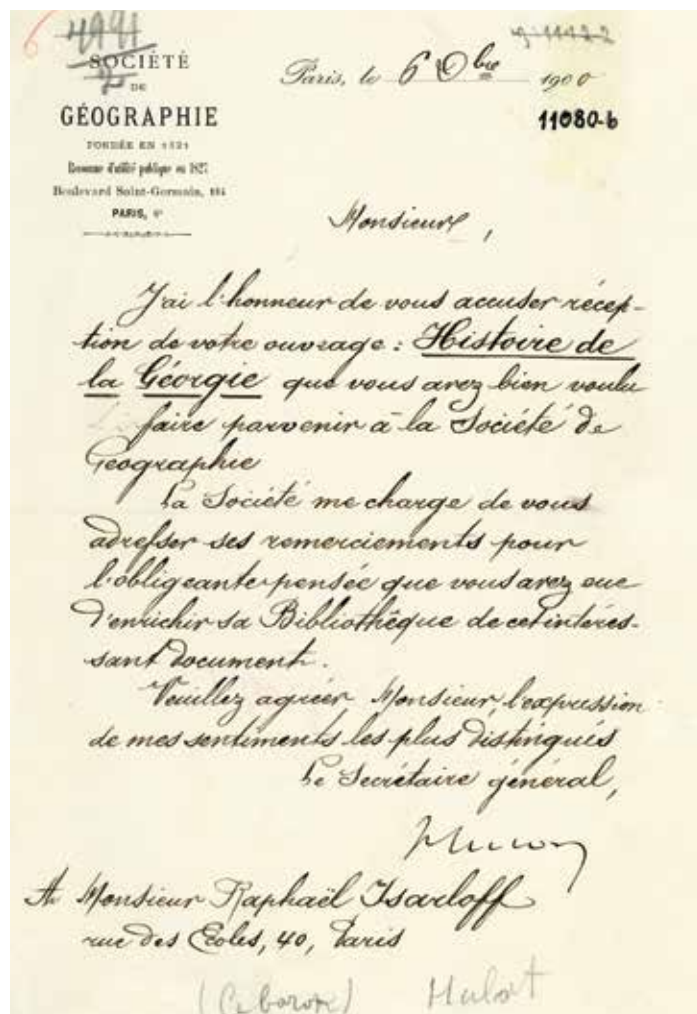 4991
2
SOCIÉTÉ
DE
GÉOGRAPHIE
FONDÉE EN 1821
Reconnue d'utilité publique en 1827
Boulevard Saint-Germain, 184
PARIS, 6e
Paris, le 6 Obre 1900
11080-b
Monsieur,
J'ai l'honneur de vous accuser récep-
tion de votre ouvrage : Histoire de
la Géorgie que vous avez bien voulu
faire parvenir à la Société de
Géographie
La Société me charge de vous
adresser ses remerciements pour
l'obligeante pensée que vous avez eue
d'enrichir sa Bibliothèque de cet intéres-
sant document.
Veuillez agréer, Monsieur, l'expression
de mes sentiments les plus distingués
Le Secrétaire général,
A Monsieur Raphaël Isarloff
rue des Ecoles, 40, Paris
(Le baron) Hulot